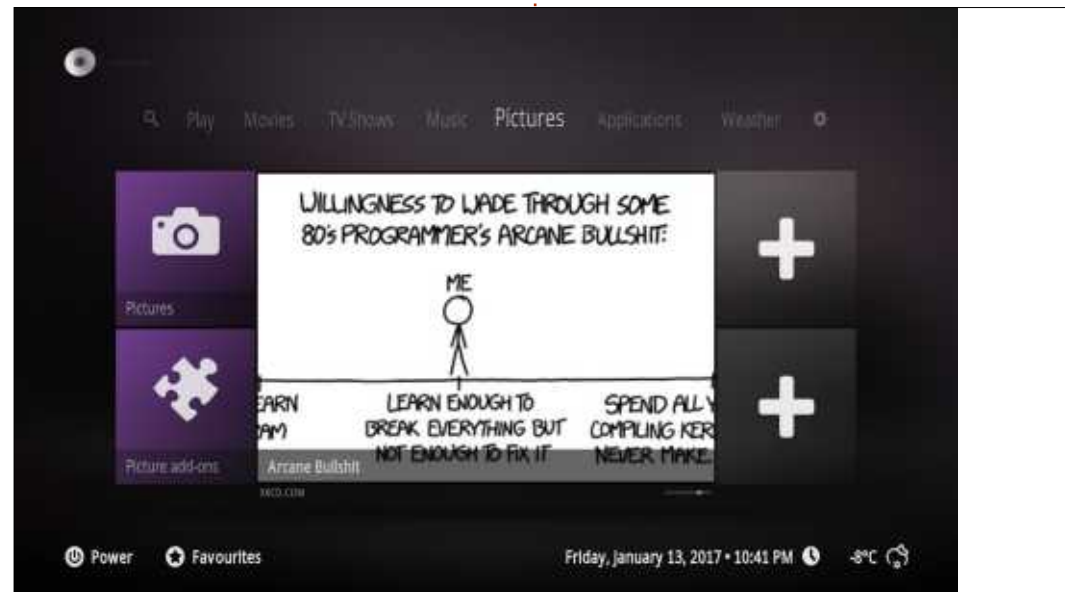 Play Movies TV Shows Music Pictures Applications Weather
WILLINGNESS TO WADE THROUGH SOME
80's PROGRAMMER'S ARCANE BULLSHIT:
ME
Pictures
EARN LEARN ENOUGH TO SPEND ALL Y
AM) BREAK EVERYTHING BUT COMPILING KER
NOT ENOUGH TO FIX IT NEVER MAKE
Picture add-ons Arcane Bullshit
XKCD.COM
Power Favourites Friday, January 13, 2017 • 10:41 PM -8°C